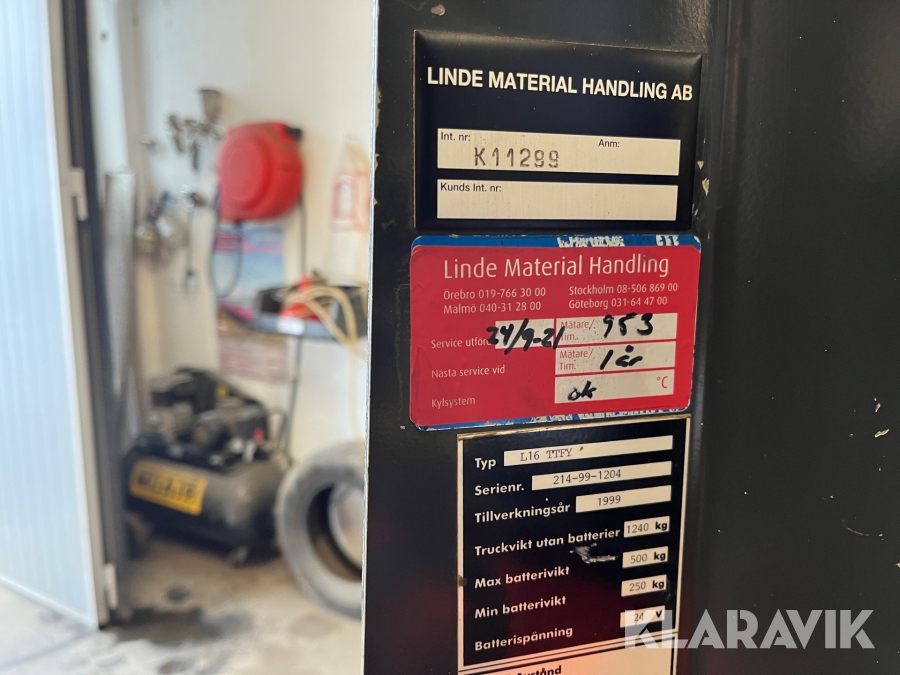 LINDE MATERIAL HANDLING AB
Int. nr: Anm:
K11299
Kunds Int. nr:
Linde Material Handling
Örebro 019-766 30 00 Stockholm 08-506 869 00
Malmö 040-31 28 00 Göteborg 031-64 47 00
Service utförd 24/9-21 Mätare/Tim. 953
Nästa service vid Mätare/Tim. 1 år
Kylsystem ok °C
Typ L16 TTFY
Serienr. 214-99-1204
Tillverkningsår 1999
Truckvikt utan batterier 1240 kg
Max batterivikt 500 kg
Min batterivikt 250 kg
Batterispänning 24 V
KLARAVIK